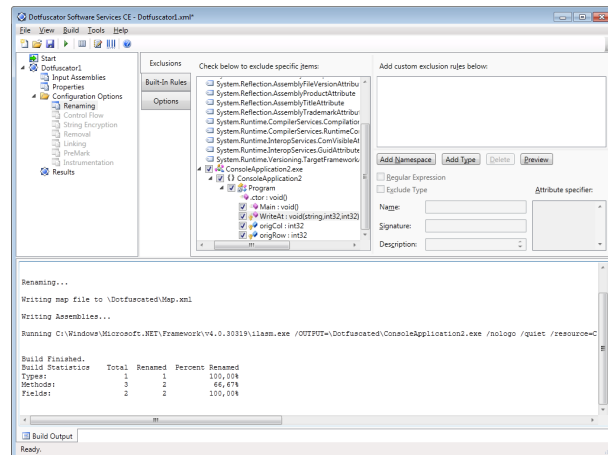 Dotfuscator Software Services CE - Dotfuscator1.xml*
File View Build Tools Help
Start
Dotfuscator1
Input Assemblies
Properties
Configuration Options
Renaming
Control Flow
String Encryption
Removal
Linking
PreMark
Instrumentation
Results
Exclusions
Built-In Rules
Options
Check below to exclude specific items:
System.Reflection.AssemblyFileVersionAttribu
System.Reflection.AssemblyProductAttribute
System.Reflection.AssemblyTitleAttribute
System.Reflection.AssemblyTrademarkAttribut
System.Runtime.CompilerServices.Compilation
System.Runtime.CompilerServices.RuntimeCo
System.Runtime.InteropServices.ComVisibleAt
System.Runtime.InteropServices.GuidAttribute
System.Runtime.Versioning.TargetFramework
ConsoleApplication2.exe
{} ConsoleApplication2
Program
.ctor : void()
Main : void()
WriteAt : void(string,int32,int32)
origCol : int32
origRow : int32
Add custom exclusion rules below:
Add Namespace Add Type Delete Preview
Regular Expression
Exclude Type Attribute specifier:
Name:
Signature:
Description:
Renaming...
Writing map file to \Dotfuscated\Map.xml
Writing Assemblies...
Running C:\Windows\Microsoft.NET\Framework\v4.0.30319\ilasm.exe /OUTPUT=\Dotfuscated\ConsoleApplication2.exe /nologo /quiet /resource=C
Build Finished.
Build Statistics Total Renamed Percent Renamed
Types: 1 1 100,00%
Methods: 3 2 66,67%
Fields: 2 2 100,00%
Build Output
Ready.